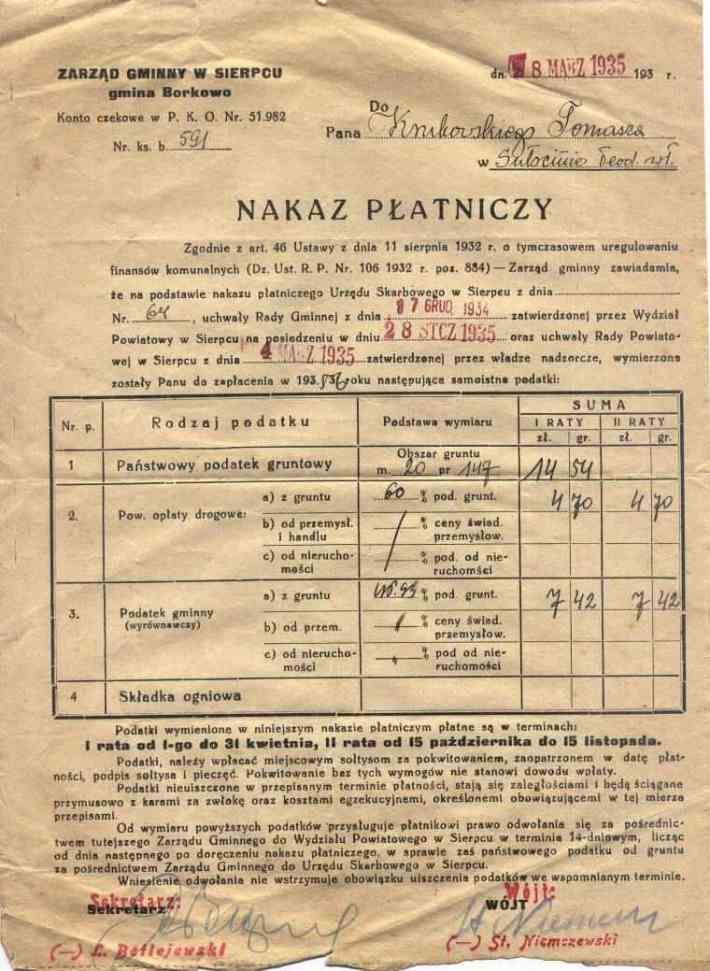 ZARZĄD GMINNY W SIERPCU
gmina Borkowo
Konto czekowe w P. K. O. Nr. 51.982
Nr. ks. b. 591
dn. 8 MARZ 1935 193 r.
Do
Pana Tomasza
w
NAKAZ PŁATNICZY
Zgodnie z art. 46 Ustawy z dnia 11 sierpnia 1932 r. o tymczasowem uregulowaniu
finansów komunalnych (Dz. Ust. R. P. Nr. 106 1932 r. poz. 884) — Zarząd gminny zawiadamia,
że na podstawie nakazu płatniczego Urzędu Skarbowego w Sierpcu z dnia
Nr. 64, uchwały Rady Gminnej z dnia 17 GRUD. 1934 zatwierdzonej przez Wydział
Powiatowy w Sierpcu na posiedzeniu w dniu 28 STCZ 1935 oraz uchwały Rady Powiato-
wej w Sierpcu z dnia 4 MARZ 1935 zatwierdzonej przez władze nadzorcze, wymierzone
zostały Panu do zapłacenia w 193 roku następujące samoistne podatki:
Nr. p. Rodzaj podatku Podstawa wymiaru SUMA
I RATY II RATY
zł. gr. zł. gr.
1 Państwowy podatek gruntowy Obszar gruntu
m. 20 pr 147 14 54
2. Pow. opłaty drogowe: a) z gruntu 60 % pod. grunt. 4 70 4 70
b) od przemysł. i handlu % ceny świad. przemysłow.
c) od nierucho-
mości % pod. od nie-
ruchomści
3. Podatek gminny
(wyrównawczy) a) z gruntu % pod. grunt. 7 42 7 42
b) od przem. % ceny świad. przemysłow.
c) od nierucho-
mości % pod od nie-
ruchomości
4 Składka ogniowa
Podatki wymienione w niniejszym nakazie płatniczym płatne są w terminach:
I rata od 1-go do 31 kwietnia, II rata od 15 października do 15 listopada.
Podatki, należy wpłacać miejscowym sołtysom za pokwitowaniem, zaopatrzonem w datę płat-
ności, podpis sołtysa i pieczęć. Pokwitowanie bez tych wymogów nie stanowi dowodu wpłaty.
Podatki nieuiszczone w przepisanym terminie płatności, stają się zaległościami i będą ściągane
przymusowo z karami za zwłokę oraz kosztami egzekucyjnemi, określonemi obowiązującemi w tej mierze
przepisami.
Od wymiaru powyższych podatków przysługuje płatnikowi prawo odwołania się za pośrednic-
twem tutejszego Zarządu Gminnego do Wydziału Powiatowego w Sierpcu w terminie 14-dniowym, licząc
od dnia następnego po doręczeniu nakazu płatniczego, w sprawie zaś państwowego podatku od gruntu
za pośrednictwem Zarządu Gminnego do Urzędu Skarbowego w Sierpcu.
Wniesienie odwołania nie wstrzymuje obowiązku uiszczenia podatków we wspomnianym terminie.
Sekretarz: Wójt:
Sekretarz: WÓJT
(—) St. Niemczewski